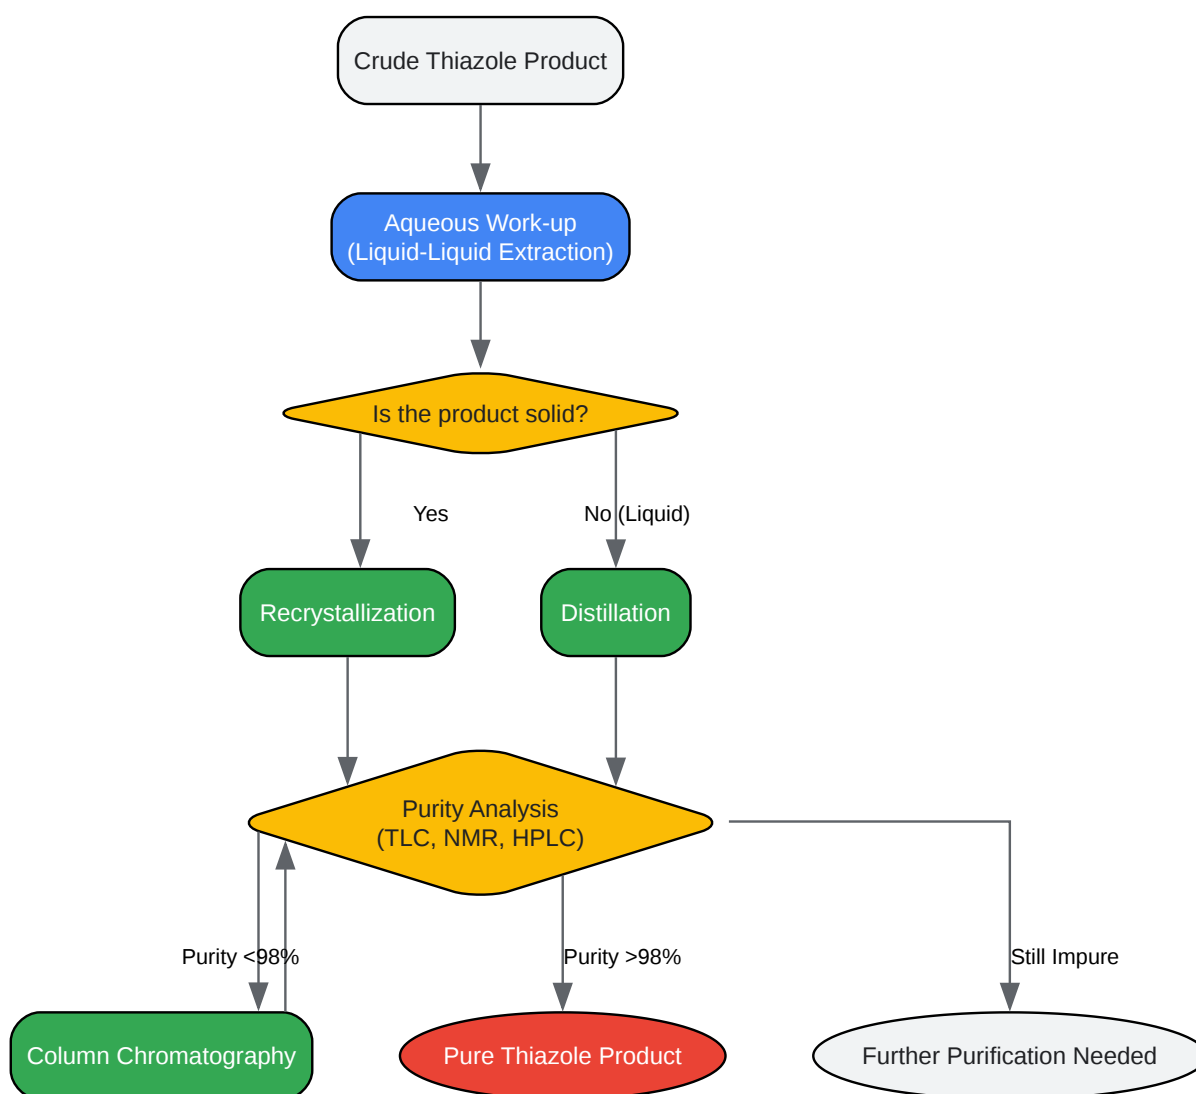 Crude Thiazole Product
Aqueous Work-up
(Liquid-Liquid Extraction)
Is the product solid?
Yes
No (Liquid)
Recrystallization
Distillation
Purity Analysis
(TLC, NMR, HPLC)
Purity <98%
Purity >98%
Still Impure
Column Chromatography
Pure Thiazole Product
Further Purification Needed